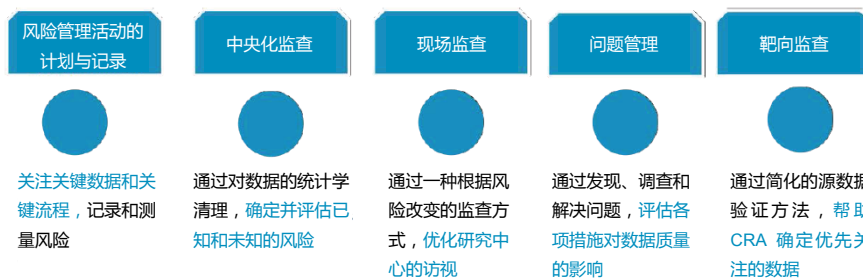 风险管理活动的
计划与记录
中央化监查
现场监查
问题管理
靶向监查
关注关键数据和关
键流程，记录和测
量风险
通过对数据的统计学
清理，确定并评估已
知和未知的风险
通过一种根据风
险改变的监查方
式，优化研究中
心的访视
通过发现、调查和
解决问题，评估各
项措施对数据质量
的影响
通过简化的源数据
验证方法，帮助
CRA 确定优先关
注的数据